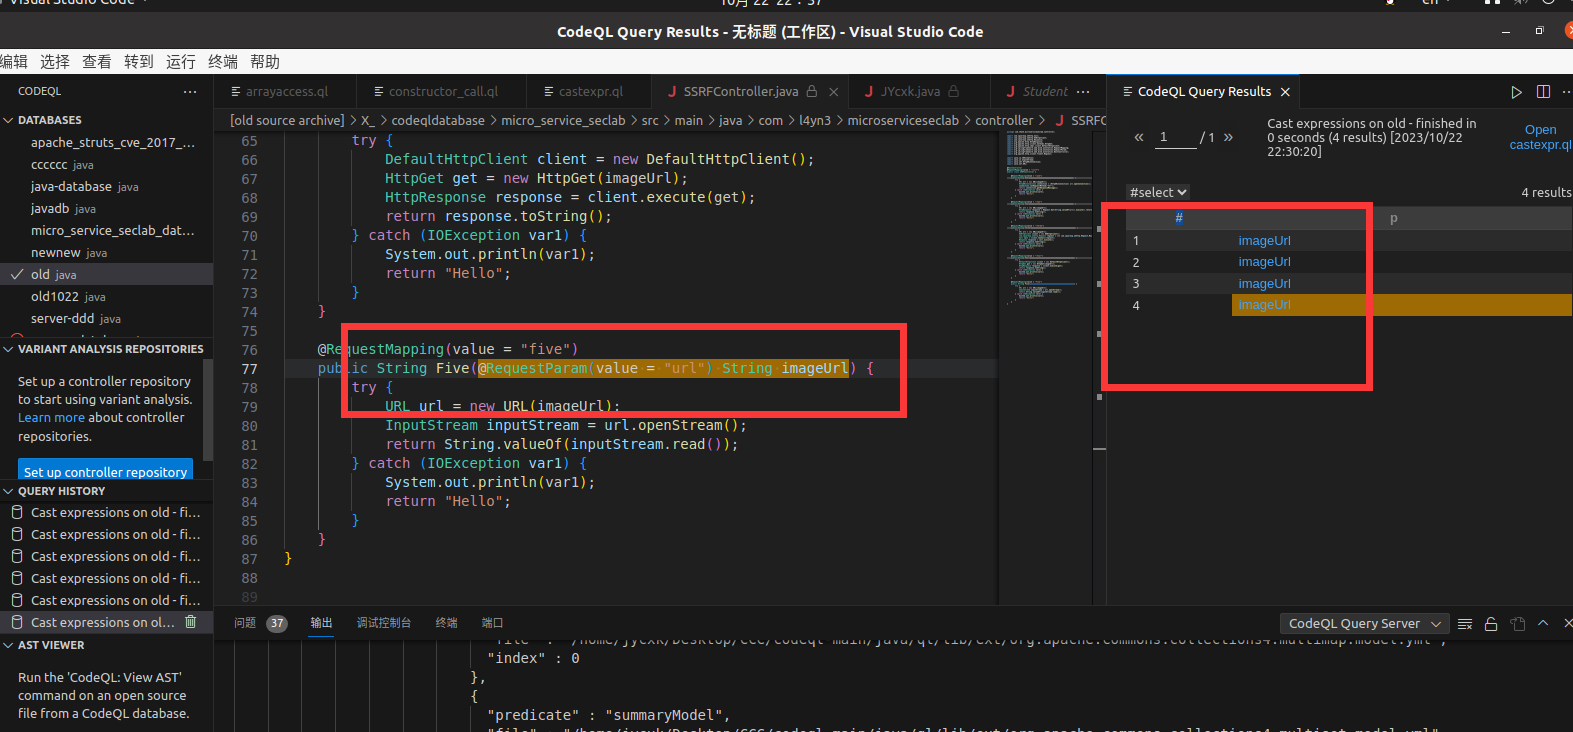 Visual Studio Code
10月 22 22:37
en
CodeQL Query Results - 无标题 (工作区) - Visual Studio Code
编辑 选择 查看 转到 运行 终端 帮助
CODEQL ···
arrayaccess.ql
constructor_call.ql
castexpr.ql
SSRFController.java
JYcxk.java
Student ···
CodeQL Query Results
[old source archive] > X_ > codeqldatabase > micro_service_seclab > src > main > java > com > l4yn3 > microserviceseclab > controller > J SSRFC
DATABASES
apache_struts_cve_2017_...
cccccc java
java-database java
javadb java
micro_service_seclab_dat...
newnew java
old java
old1022 java
server-ddd java
VARIANT ANALYSIS REPOSITORIES
Set up a controller repository
to start using variant analysis.
Learn more about controller
repositories.
Set up controller repository
QUERY HISTORY
Cast expressions on old - fi...
Cast expressions on old - fi...
Cast expressions on old - fi...
Cast expressions on old - fi...
Cast expressions on old - fi...
Cast expressions on ol...
AST VIEWER
Run the 'CodeQL: View AST'
command on an open source
file from a CodeQL database.
65 try {
66 DefaultHttpClient client = new DefaultHttpClient();
67 HttpGet get = new HttpGet(imageUrl);
68 HttpResponse response = client.execute(get);
69 return response.toString();
70 } catch (IOException var1) {
71 System.out.println(var1);
72 return "Hello";
73 }
74 }
75
76 @RequestMapping(value = "five")
77 public String Five(@RequestParam(value = "url") String imageUrl) {
78 try {
79 URL url = new URL(imageUrl);
80 InputStream inputStream = url.openStream();
81 return String.valueOf(inputStream.read());
82 } catch (IOException var1) {
83 System.out.println(var1);
84 return "Hello";
85 }
86 }
87 }
88
89
« 1 / 1 »
Cast expressions on old - finished in
0 seconds (4 results) [2023/10/22
22:30:20]
Open
castexpr.ql
#select
4 results
# p
1 imageUrl
2 imageUrl
3 imageUrl
4 imageUrl
问题 37 输出 调试控制台 终端 端口
CodeQL Query Server
"index" : 0
},
{
"predicate" : "summaryModel",